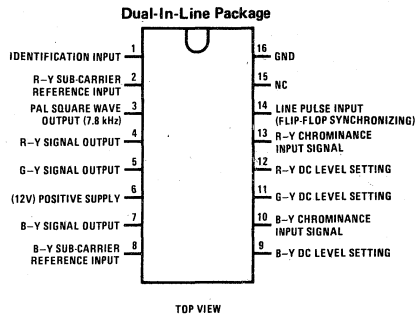 Dual-In-Line Package
IDENTIFICATION INPUT 1
R–Y SUB-CARRIER 2
REFERENCE INPUT
PAL SQUARE WAVE 3
OUTPUT (7.8 kHz)
R–Y SIGNAL OUTPUT 4
G–Y SIGNAL OUTPUT 5
(12V) POSITIVE SUPPLY 6
B–Y SIGNAL OUTPUT 7
B–Y SUB-CARRIER 8
REFERENCE INPUT
16 GND
15 NC
14 LINE PULSE INPUT
(FLIP-FLOP SYNCHRONIZING)
13 R–Y CHROMINANCE
INPUT SIGNAL
12 R–Y DC LEVEL SETTING
11 G–Y DC LEVEL SETTING
10 B–Y CHROMINANCE
INPUT SIGNAL
9 B–Y DC LEVEL SETTING
TOP VIEW